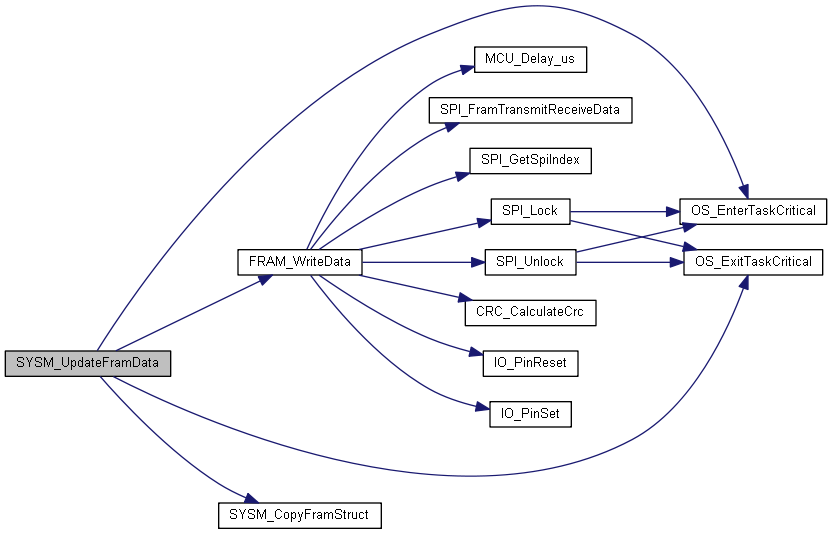 MCU_Delay_us
SPI_FramTransmitReceiveData
SPI_GetSpiIndex
SPI_Lock
OS_EnterTaskCritical
FRAM_WriteData
SPI_Unlock
OS_ExitTaskCritical
CRC_CalculateCrc
SYSM_UpdateFramData
IO_PinReset
IO_PinSet
SYSM_CopyFramStruct